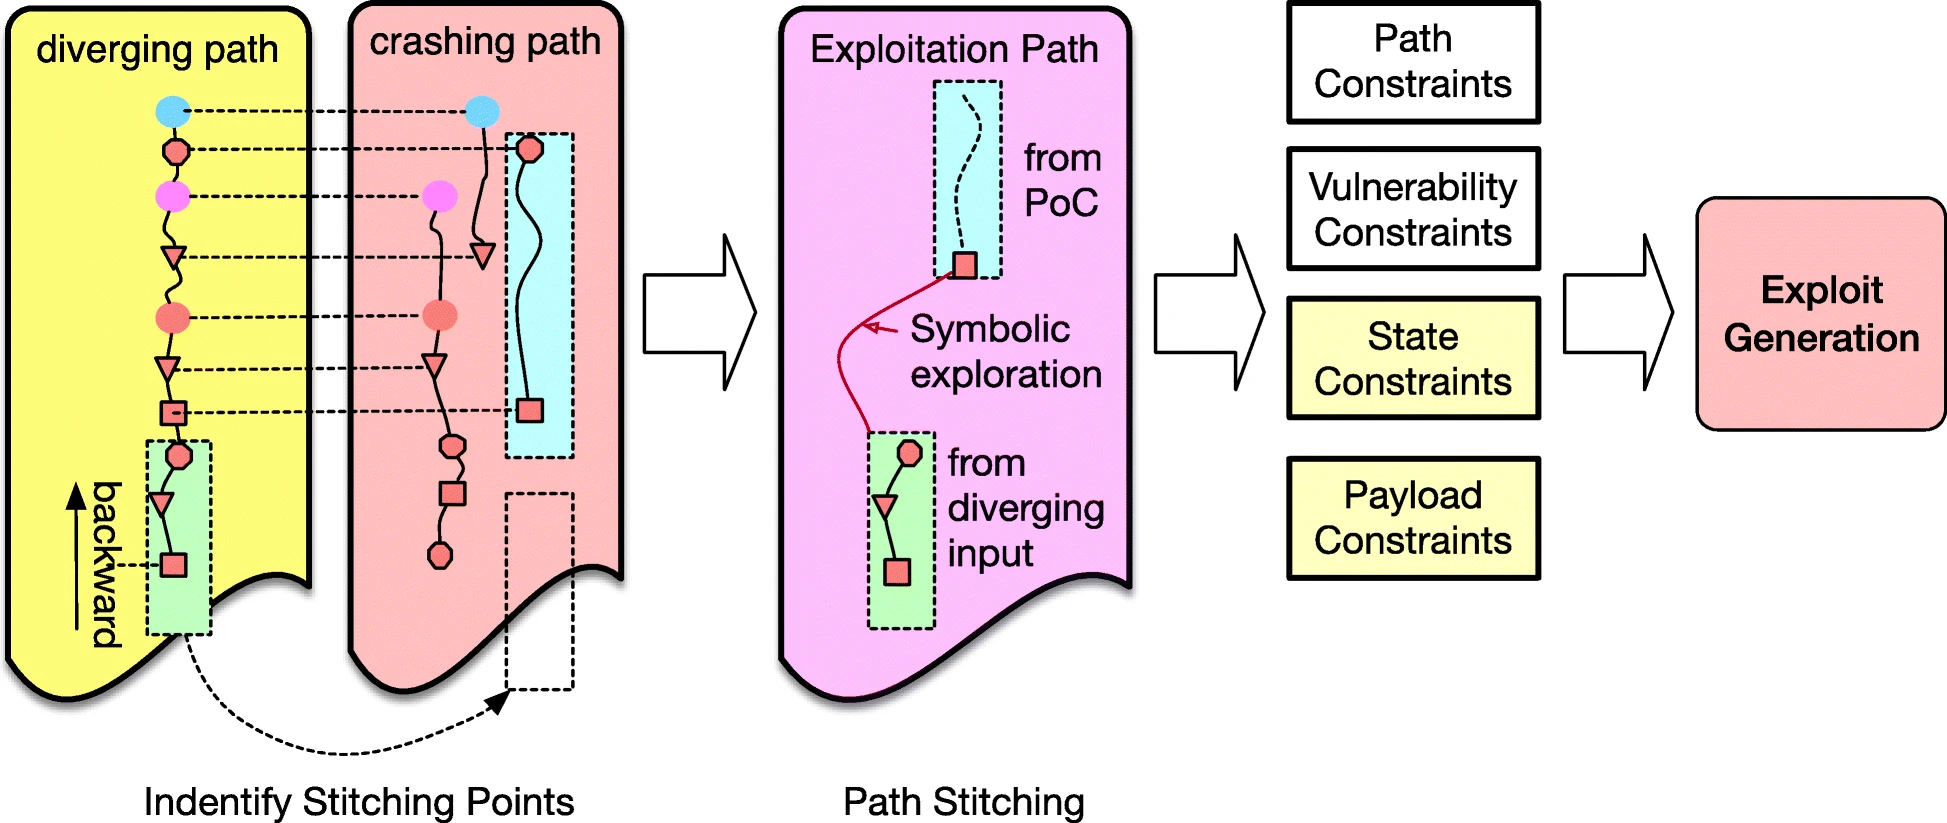 diverging path
crashing path
backward
Indentify Stitching Points
Exploitation Path
from
PoC
Symbolic
exploration
from
diverging
input
Path Stitching
Path
Constraints
Vulnerability
Constraints
State
Constraints
Payload
Constraints
Exploit
Generation